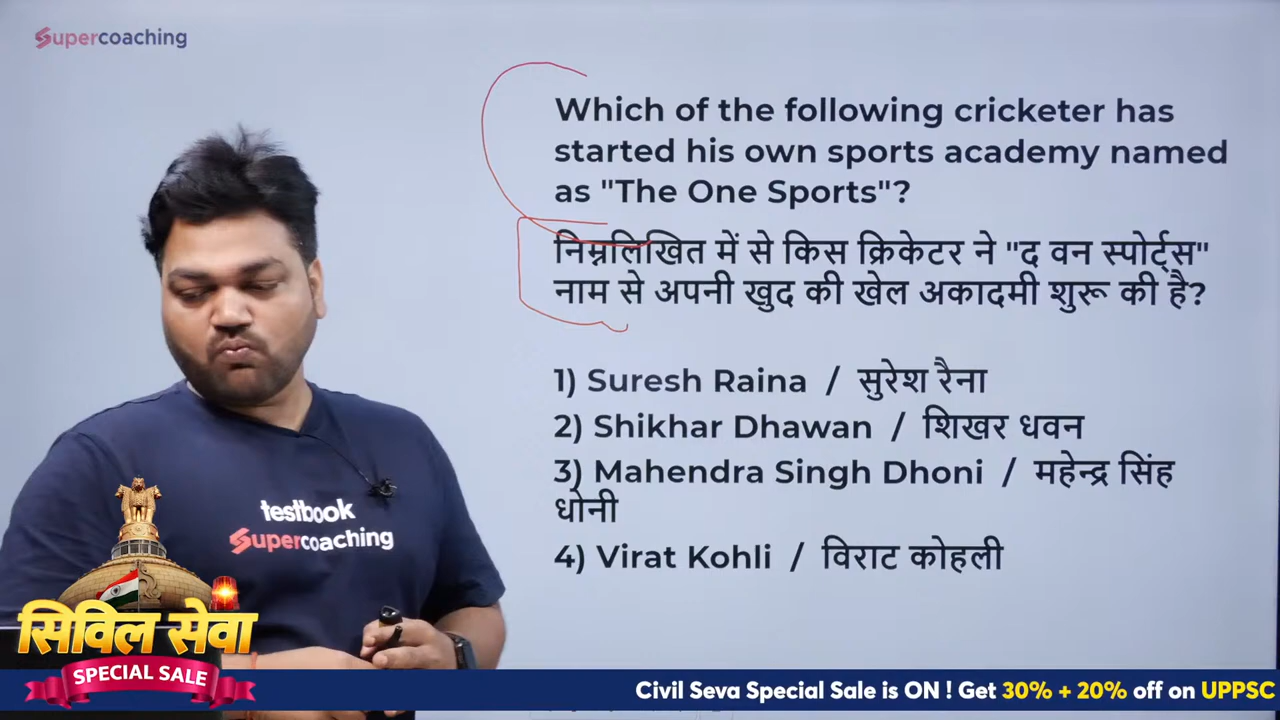 Supercoaching
Which of the following cricketer has
started his own sports academy named
as "The One Sports"?
निम्नलिखित में से किस क्रिकेटर ने "द वन स्पोर्ट्स"
नाम से अपनी खुद की खेल अकादमी शुरू की है?
1) Suresh Raina / सुरेश रैना
2) Shikhar Dhawan / शिखर धवन
3) Mahendra Singh Dhoni / महेन्द्र सिंह
धोनी
4) Virat Kohli / विराट कोहली
testbook
Supercoaching
सिविल सेवा
SPECIAL SALE
Civil Seva Special Sale is ON ! Get 30% + 20% off on UPPSC